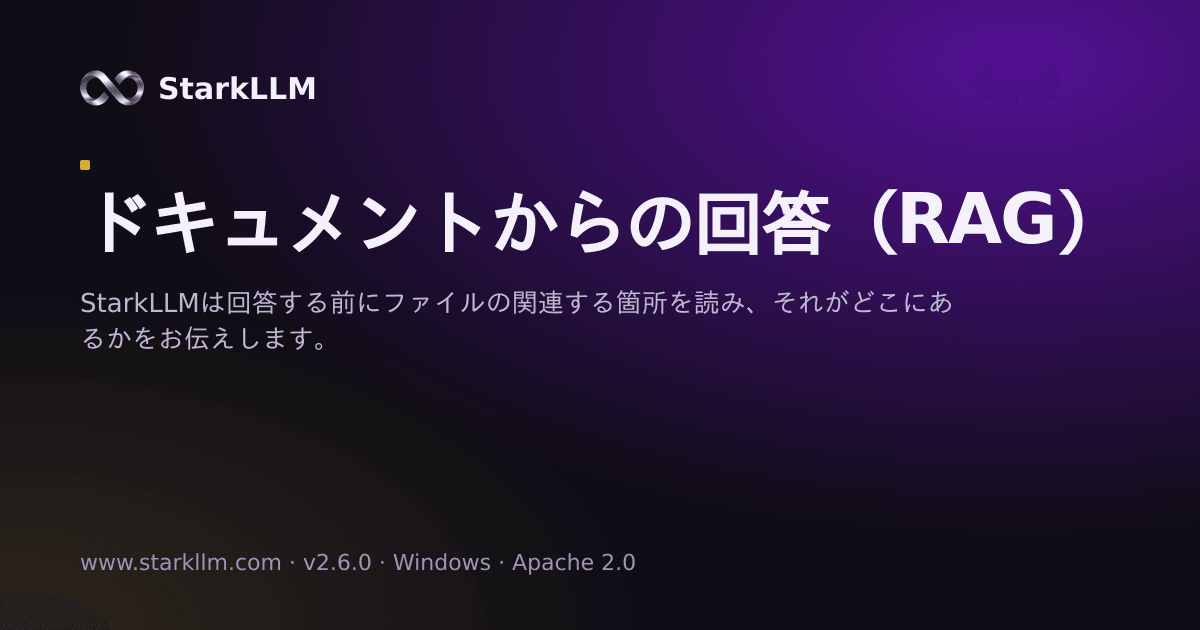 StarkLLM
ドキュメントからの回答（RAG）
StarkLLMは回答する前にファイルの関連する箇所を読み、それがどこにあ
るかをお伝えします。
www.starkllm.com · v2.6.0 · Windows · Apache 2.0